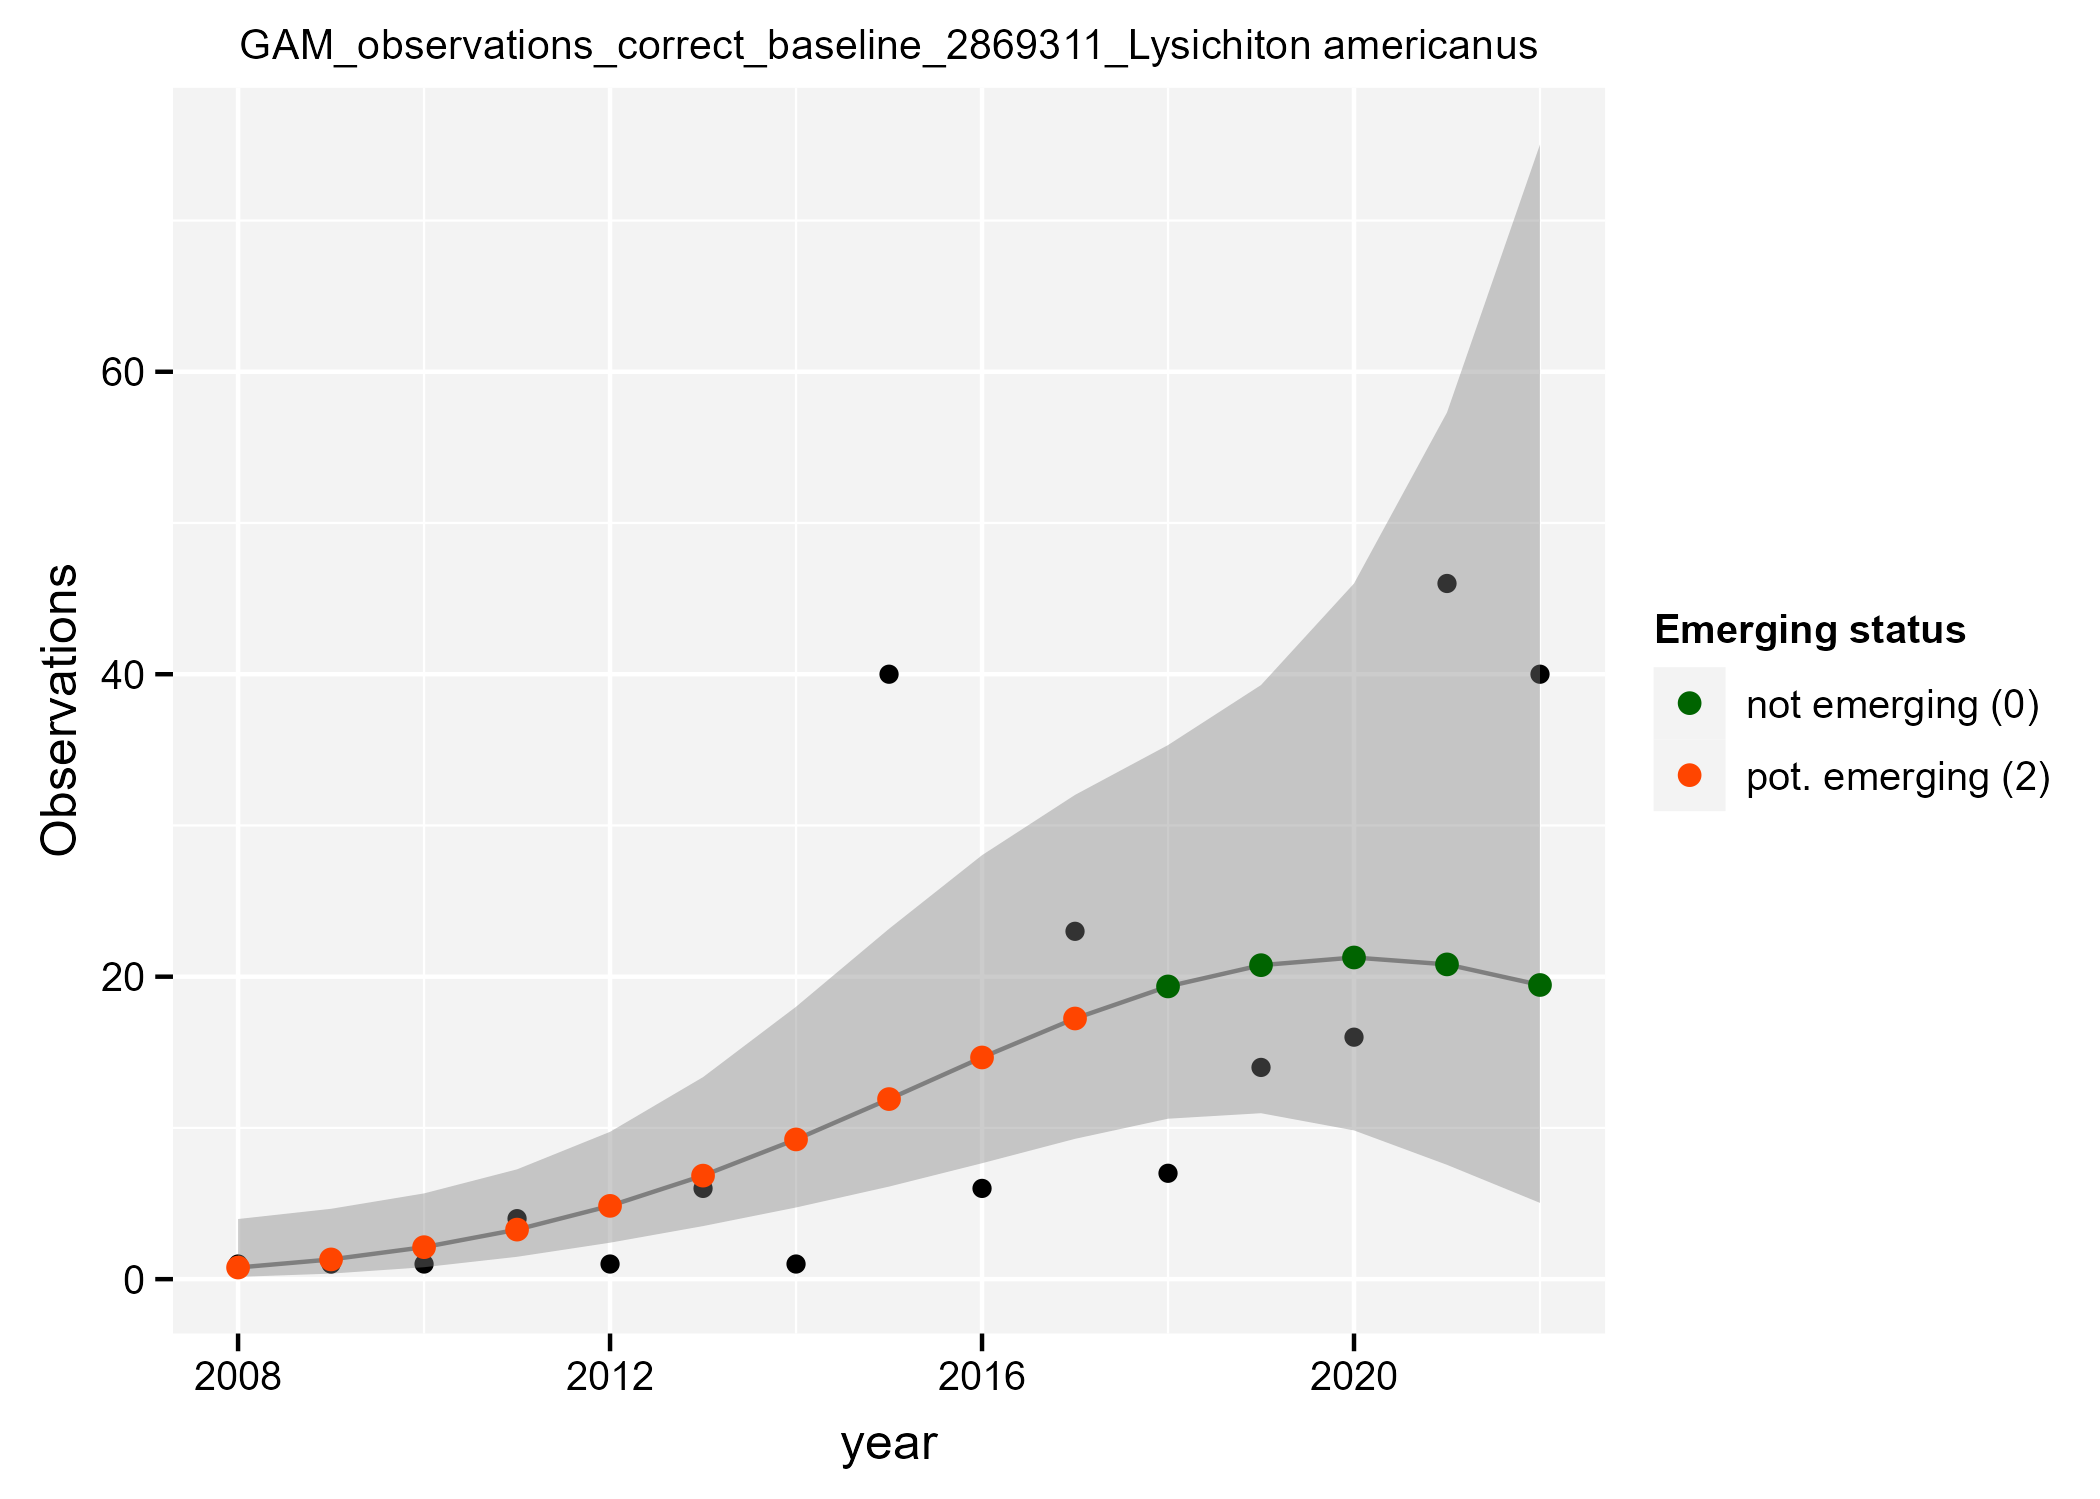 GAM_observations_correct_baseline_2869311_Lysichiton americanus
Observations
60
40
20
0
2008
2012
2016
2020
year
Emerging status
not emerging (0)
pot. emerging (2)